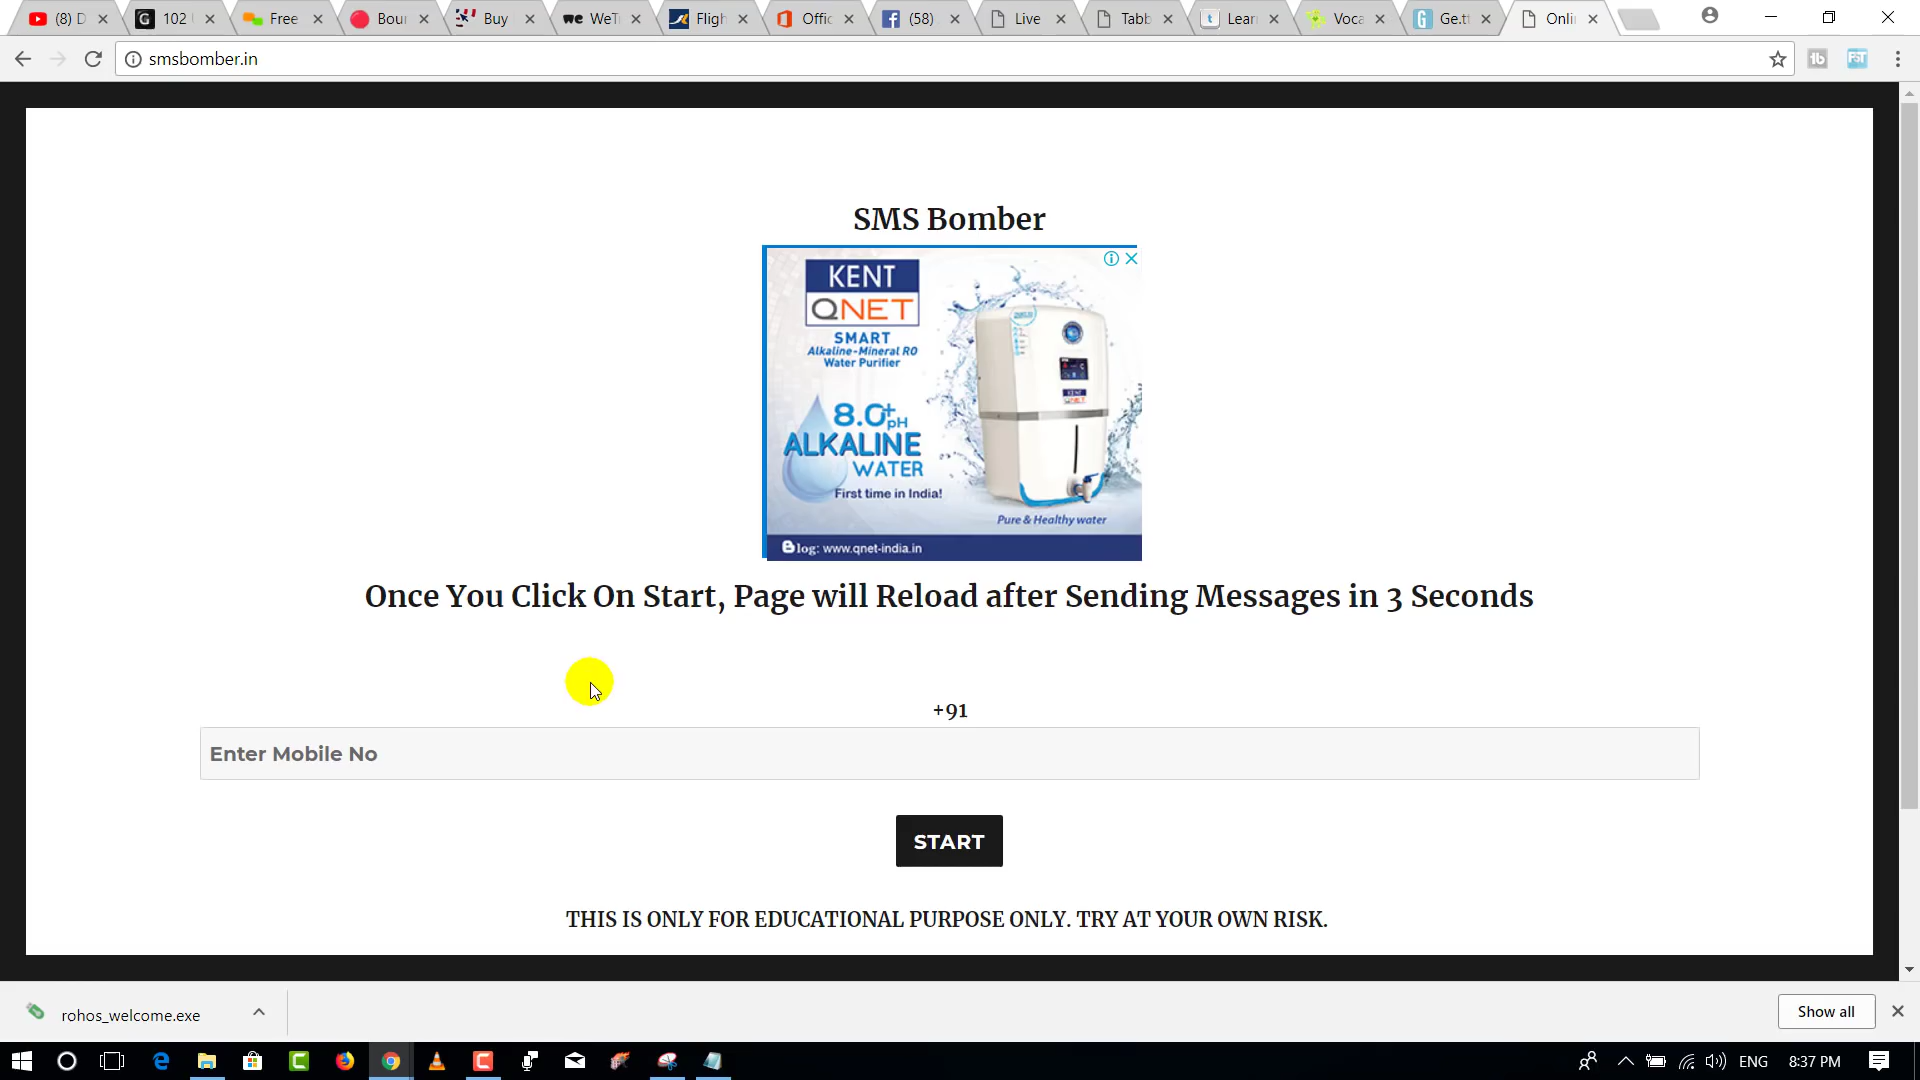 (8) D
102
Free
Bour
Buy
we WeTr
Fligh
Offic
(58)
Live
Tabb
t Lear
Voca
G Ge.tt
Onli
smsbomber.in
SMS Bomber
KENT
QNET
SMART
Alkaline-Mineral RO
Water Purifier
8.0+ pH
ALKALINE
WATER
First time in India!
Pure & Healthy water
Blog: www.qnet-india.in
Once You Click On Start, Page will Reload after Sending Messages in 3 Seconds
+91
Enter Mobile No
START
THIS IS ONLY FOR EDUCATIONAL PURPOSE ONLY. TRY AT YOUR OWN RISK.
rohos_welcome.exe
Show all
ENG
8:37 PM